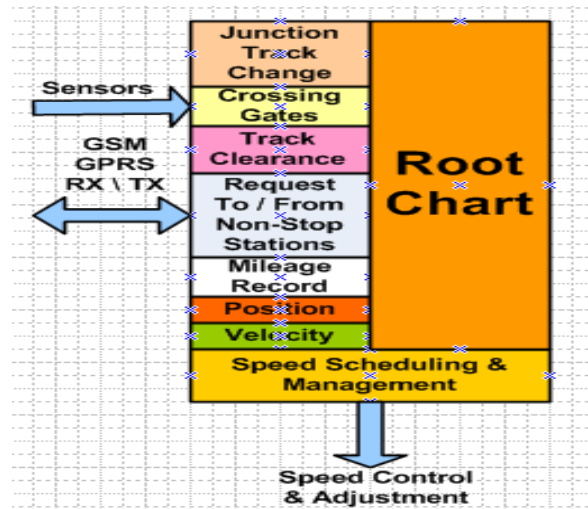 Junction
Track
Change
Sensors
Crossing
Gates
GSM
GPRS
RX \ TX
Track
Clearance
Root
Chart
Request
To / From
Non-Stop
Stations
Mileage
Record
Position
Velocity
Speed Scheduling &
Management
Speed Control
& Adjustment